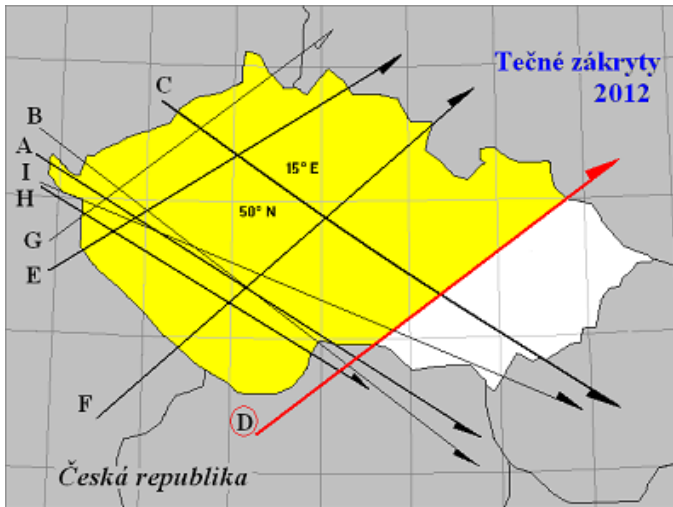 Tečné zákryty
2012
C
B
A
I
H
15° E
50° N
G
E
F
D
Česká republika